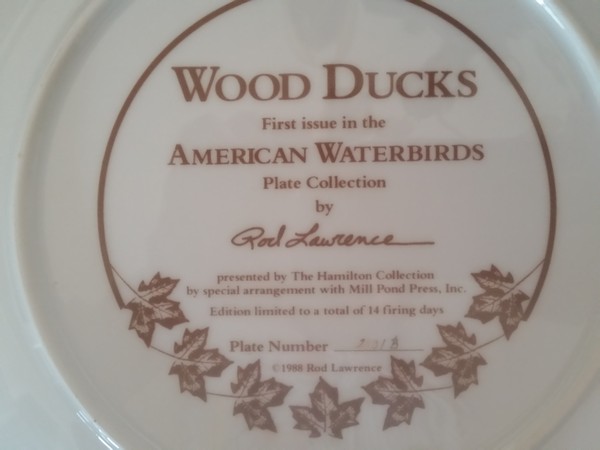 WOOD DUCKS
First issue in the
AMERICAN WATERBIRDS
Plate Collection
by
Rod Lawrence
presented by The Hamilton Collection
by special arrangement with Mill Pond Press, Inc.
Edition limited to a total of 14 firing days
Plate Number
©1988 Rod Lawrence